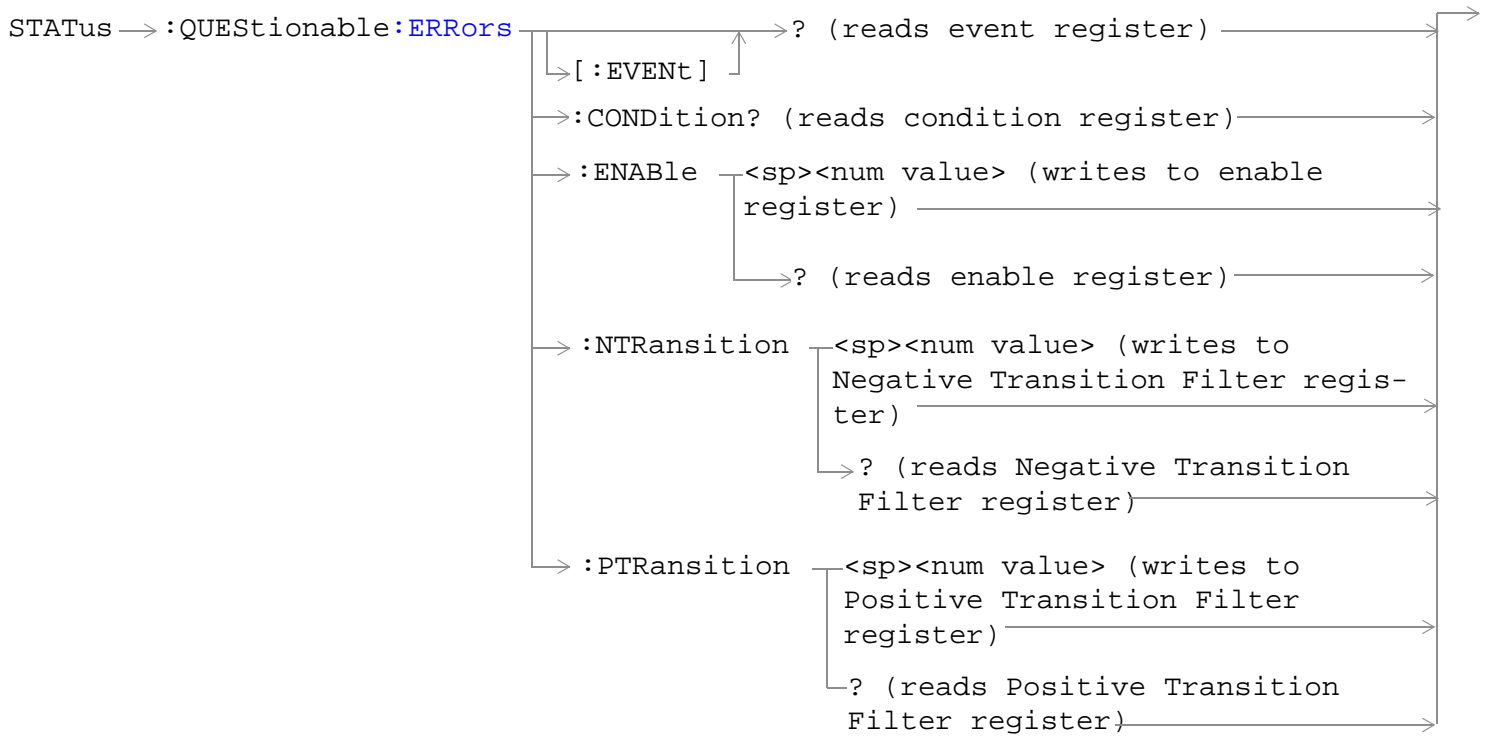 STATus :QUEStionable:ERRors ? (reads event register)
[:EVENt]
:CONDition? (reads condition register)
:ENABle <sp><num value> (writes to enable
register)
? (reads enable register)
:NTRansition <sp><num value> (writes to
Negative Transition Filter regis-
ter)
? (reads Negative Transition
Filter register)
:PTRansition <sp><num value> (writes to
Positive Transition Filter
register)
? (reads Positive Transition
Filter register)